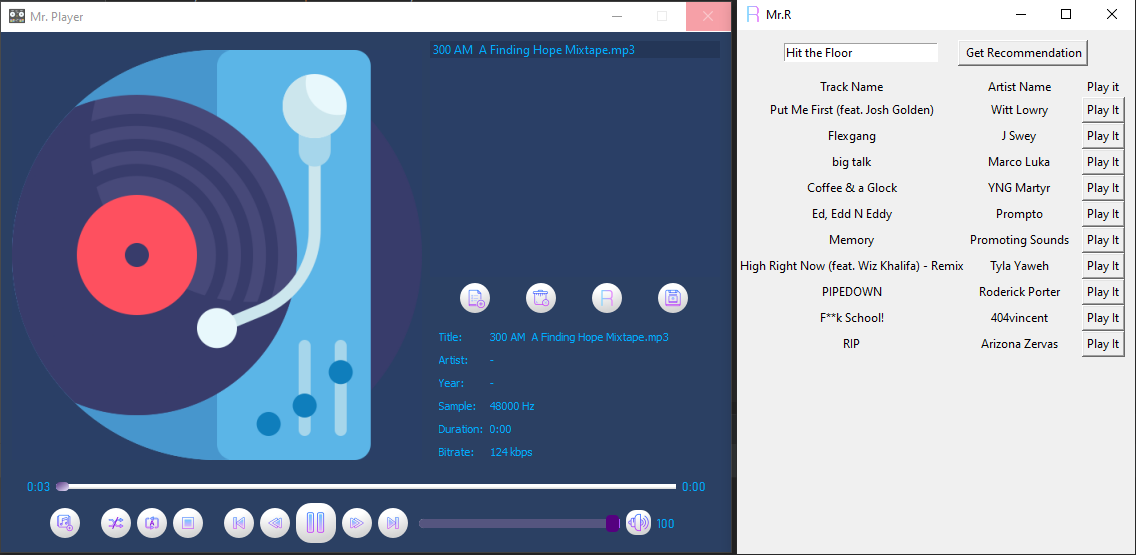 Mr. Player
300 AM  A Finding Hope Mixtape.mp3
Title: 300 AM  A Finding Hope Mixtape.mp3
Artist: -
Year: -
Sample: 48000 Hz
Duration: 0:00
Bitrate: 124 kbps
0:03 0:00
100
Mr.R
Hit the Floor Get Recommendation
Track Name Artist Name Play it
Put Me First (feat. Josh Golden) Witt Lowry Play It
Flexgang J Swey Play It
big talk Marco Luka Play It
Coffee & a Glock YNG Martyr Play It
Ed, Edd N Eddy Prompto Play It
Memory Promoting Sounds Play It
High Right Now (feat. Wiz Khalifa) - Remix Tyla Yaweh Play It
PIPEDOWN Roderick Porter Play It
F**k School! 404vincent Play It
RIP Arizona Zervas Play It